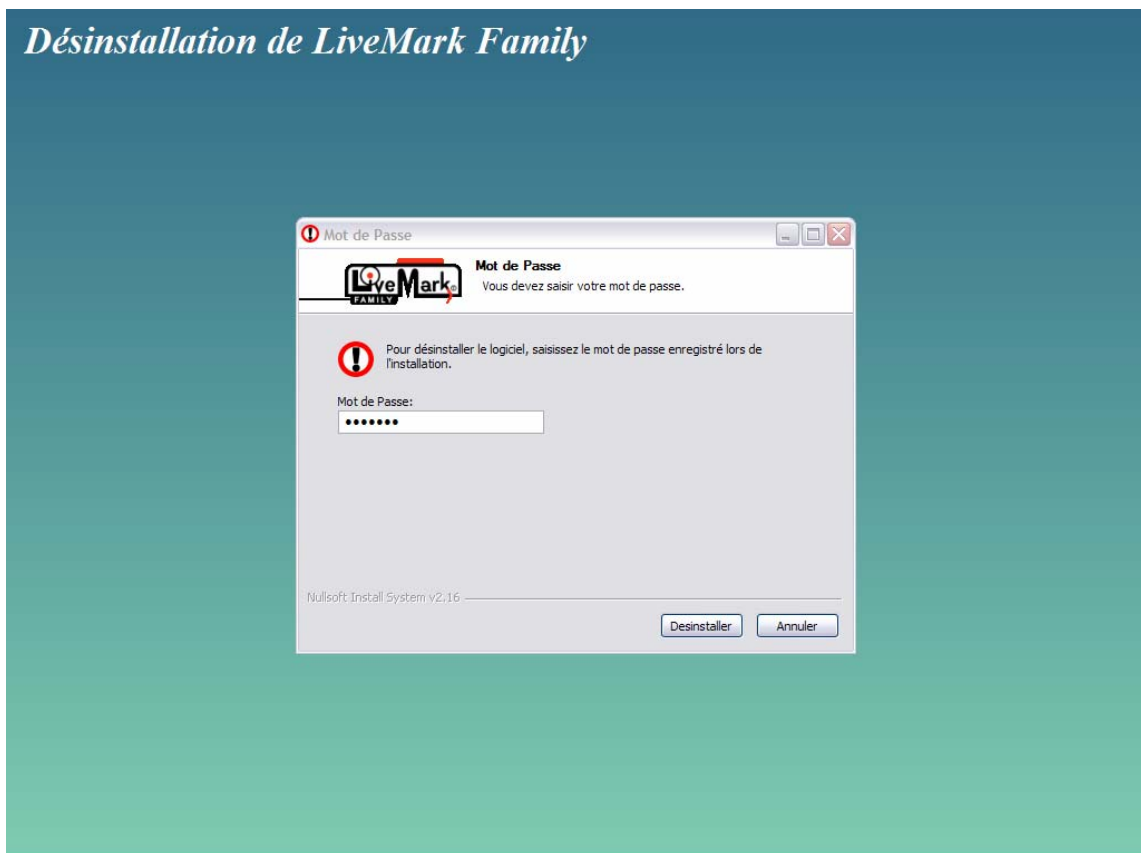 Désinstallation de LiveMark Family
Mot de Passe
LiveMark®
FAMILY
Mot de Passe
Vous devez saisir votre mot de passe.
Pour désinstaller le logiciel, saisissez le mot de passe enregistré lors de
l'installation.
Mot de Passe:
•••••••
Nullsoft Install System v2.16
Desinstaller
Annuler